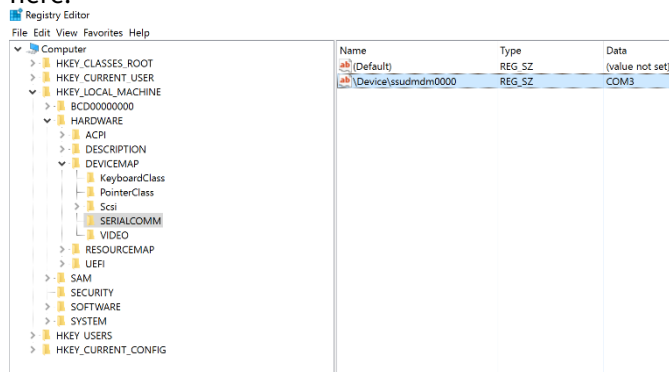 here.
Registry Editor
File Edit View Favorites Help
Computer
HKEY_CLASSES_ROOT
HKEY_CURRENT_USER
HKEY_LOCAL_MACHINE
BCD00000000
HARDWARE
ACPI
DESCRIPTION
DEVICEMAP
KeyboardClass
PointerClass
Scsi
SERIALCOMM
VIDEO
RESOURCEMAP
UEFI
SAM
SECURITY
SOFTWARE
SYSTEM
HKEY_USERS
HKEY_CURRENT_CONFIG
Name Type Data
(Default) REG_SZ (value not set)
\Device\ssudmdm0000 REG_SZ COM3